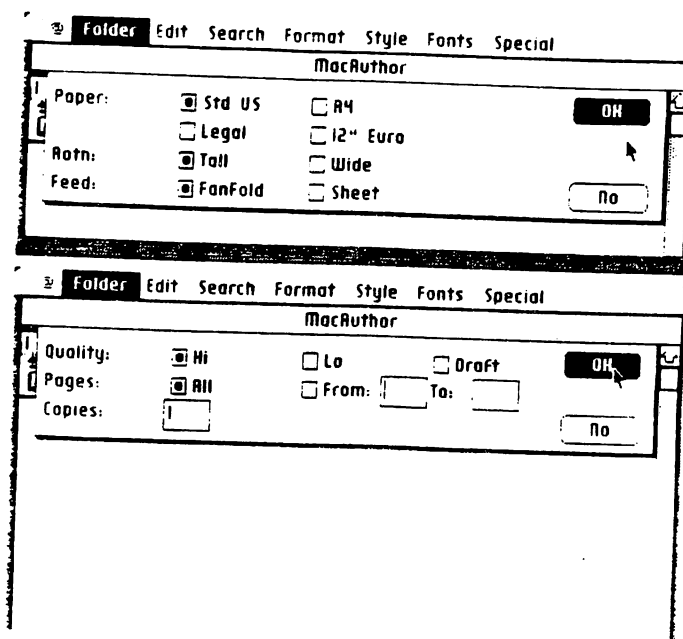 Folder Edit Search Format Style Fonts Special
MacAuthor
Paper: Std US A4 OK
Legal 12" Euro
Rotn: Tall Wide
Feed: FanFold Sheet No
Folder Edit Search Format Style Fonts Special
MacAuthor
Quality: Hi Lo Draft OK
Pages: All From: To:
Copies: 1 No